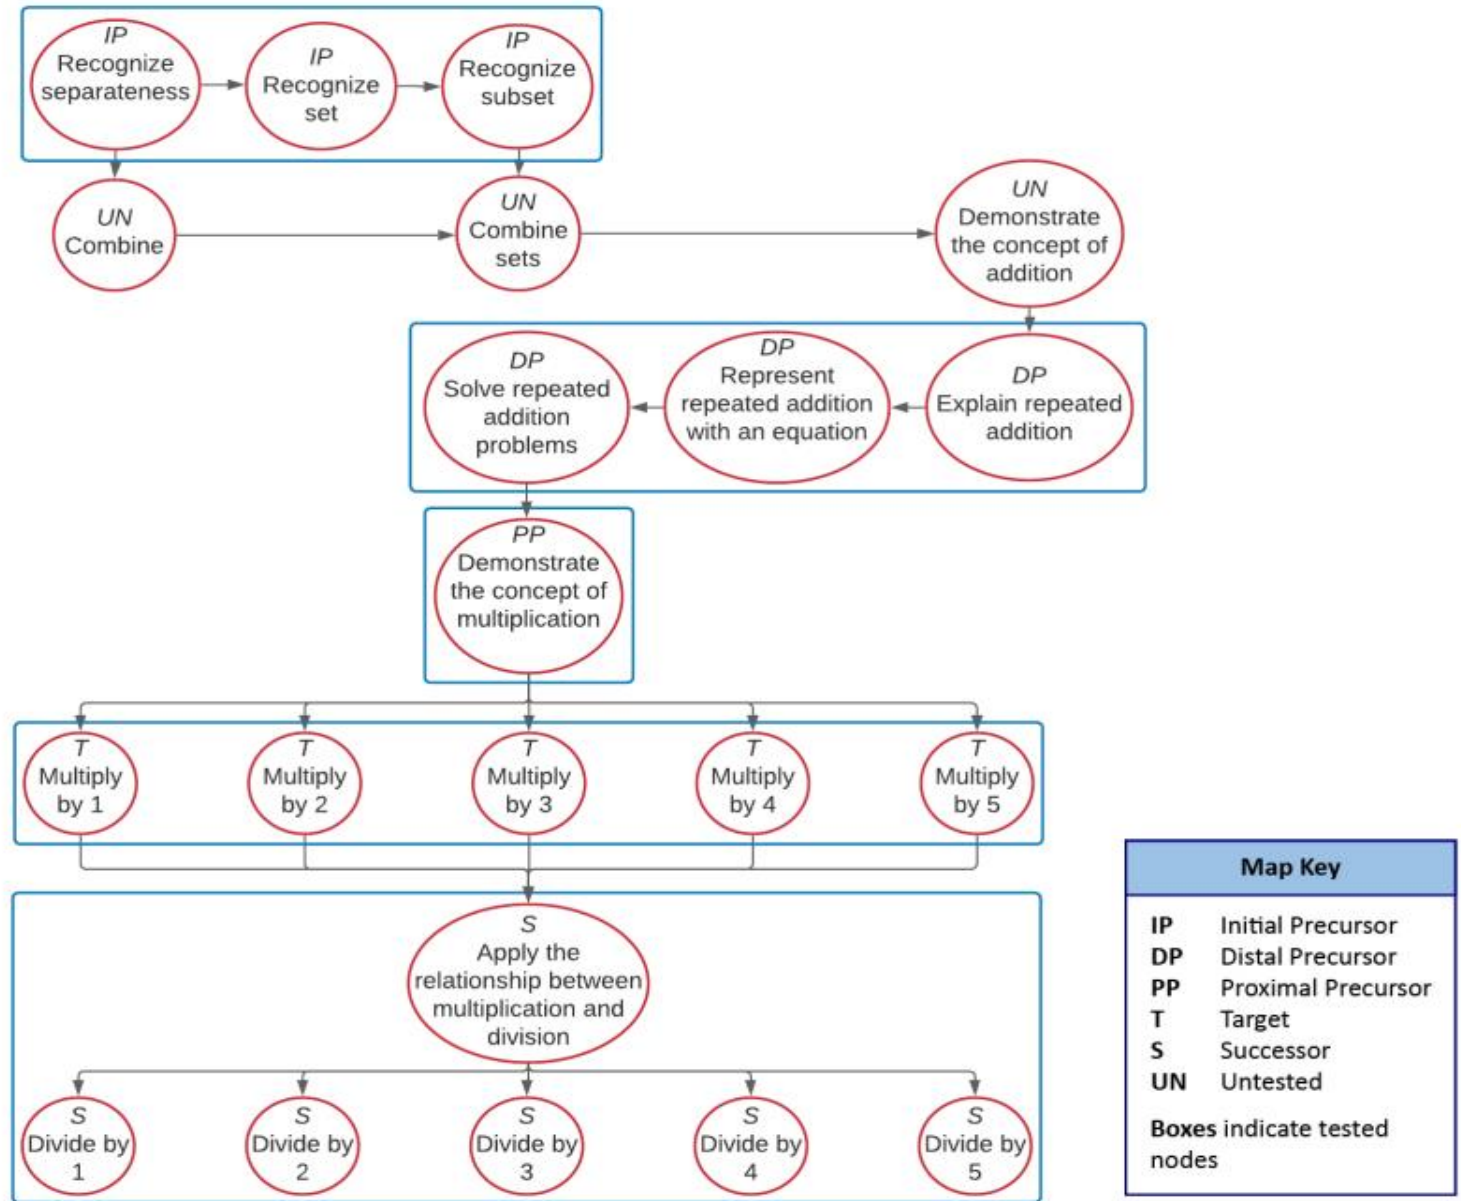 IP
Recognize
separateness
IP
Recognize
set
IP
Recognize
subset
UN
Combine
UN
Combine
sets
UN
Demonstrate
the concept of
addition
DP
Solve repeated
addition
problems
DP
Represent
repeated addition
with an equation
DP
Explain repeated
addition
PP
Demonstrate
the concept of
multiplication
T
Multiply
by 1
T
Multiply
by 2
T
Multiply
by 3
T
Multiply
by 4
T
Multiply
by 5
S
Apply the
relationship between
multiplication and
division
S
Divide by
1
S
Divide by
2
S
Divide by
3
S
Divide by
4
S
Divide by
5
Map Key
IP Initial Precursor
DP Distal Precursor
PP Proximal Precursor
T Target
S Successor
UN Untested
Boxes indicate tested
nodes